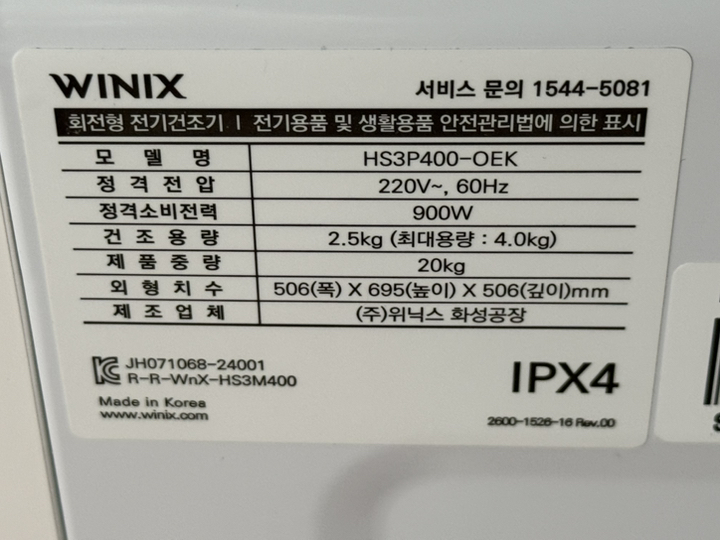 WINIX 서비스 문의 1544-5081
회전형 전기건조기 | 전기용품 및 생활용품 안전관리법에 의한 표시
모 델 명 HS3P400-OEK
정 격 전 압 220V~, 60Hz
정격소비전력 900W
건 조 용 량 2.5kg (최대용량 : 4.0kg)
제 품 중 량 20kg
외 형 치 수 506(폭) X 695(높이) X 506(깊이)mm
제 조 업 체 (주)위닉스 화성공장
JH071068-24001
R-R-WnX-HS3M400
IPX4
Made in Korea
www.winix.com
2600-1526-16 Rev.00